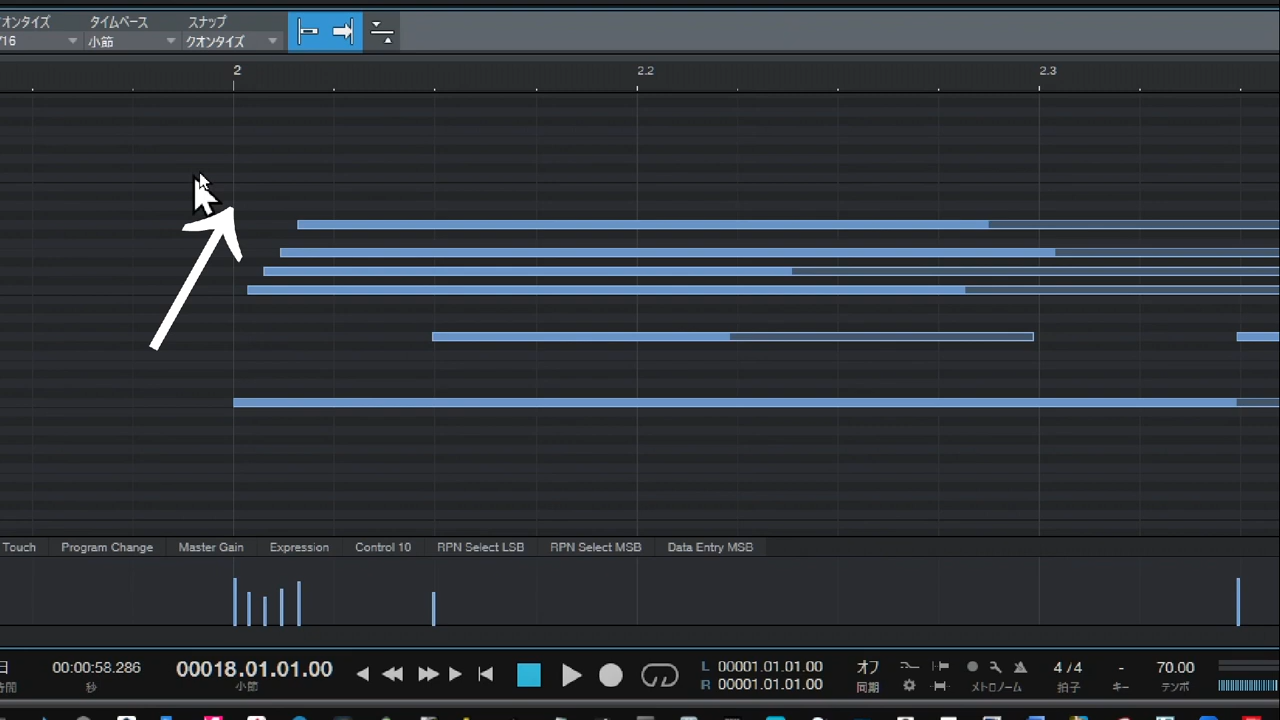 オンタイズ タイムベース スナップ
/16 小節 クオンタイズ
2 2.2 2.3
Touch Program Change Master Gain Expression Control 10 RPN Select LSB RPN Select MSB Data Entry MSB
日 00:00:58.286 00018.01.01.00 L 00001.01.01.00 オフ 4 / 4 - 70.00
時間 秒 小節 R 00001.01.01.00 同期 メトロノーム 拍子 キー テンポ